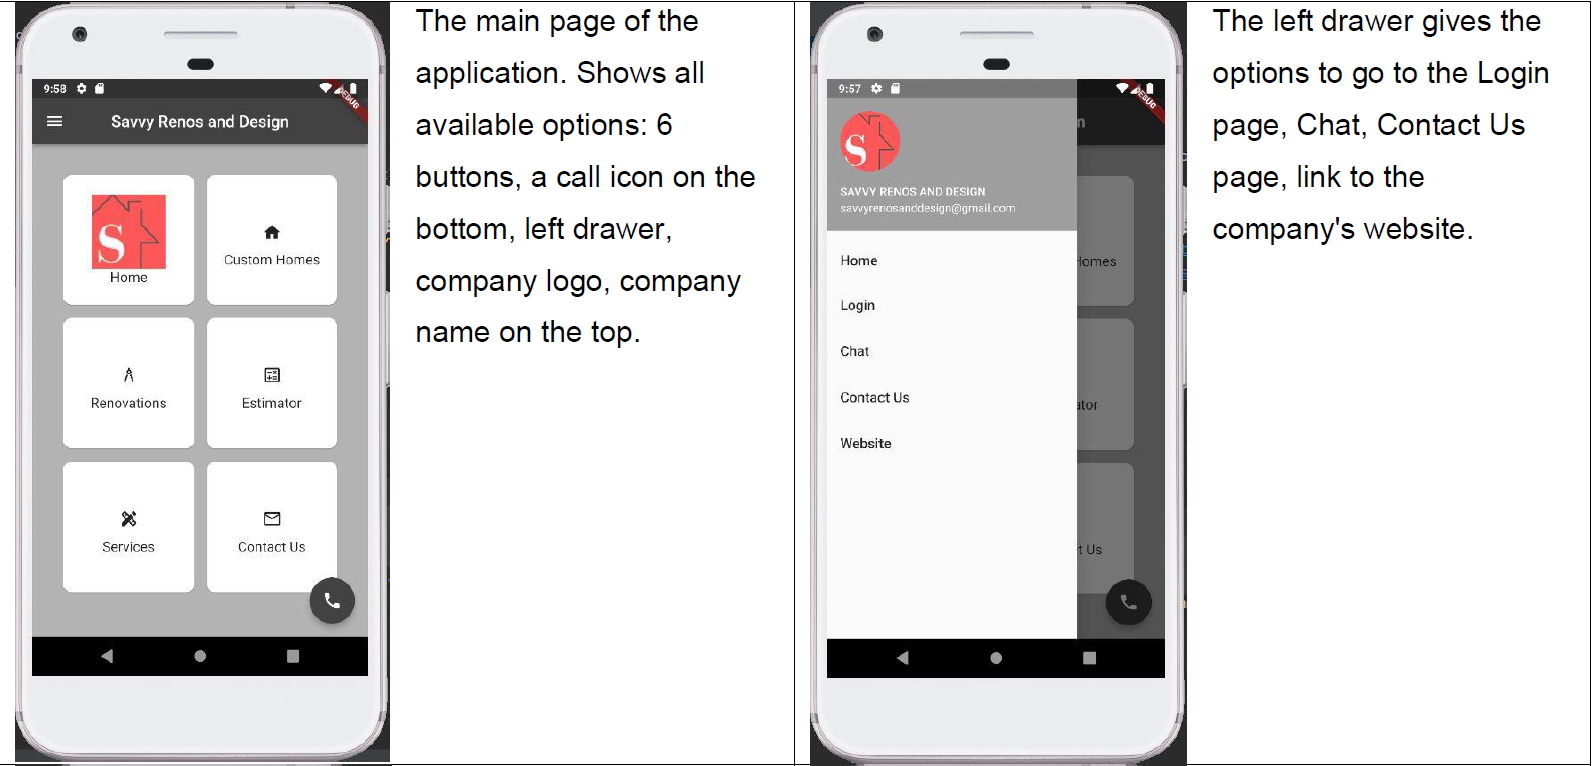 9:58
DEBUG
Savvy Renos and Design
S
Home
Custom Homes
Renovations
Estimator
Services
Contact Us
The main page of the
application. Shows all
available options: 6
buttons, a call icon on the
bottom, left drawer,
company logo, company
name on the top.
9:57
DEBUG
n
S
SAVVY RENOS AND DESIGN
savvyrenosanddesign@gmail.com
Home
Homes
Login
Chat
Contact Us
ator
Website
t Us
The left drawer gives the
options to go to the Login
page, Chat, Contact Us
page, link to the
company's website.